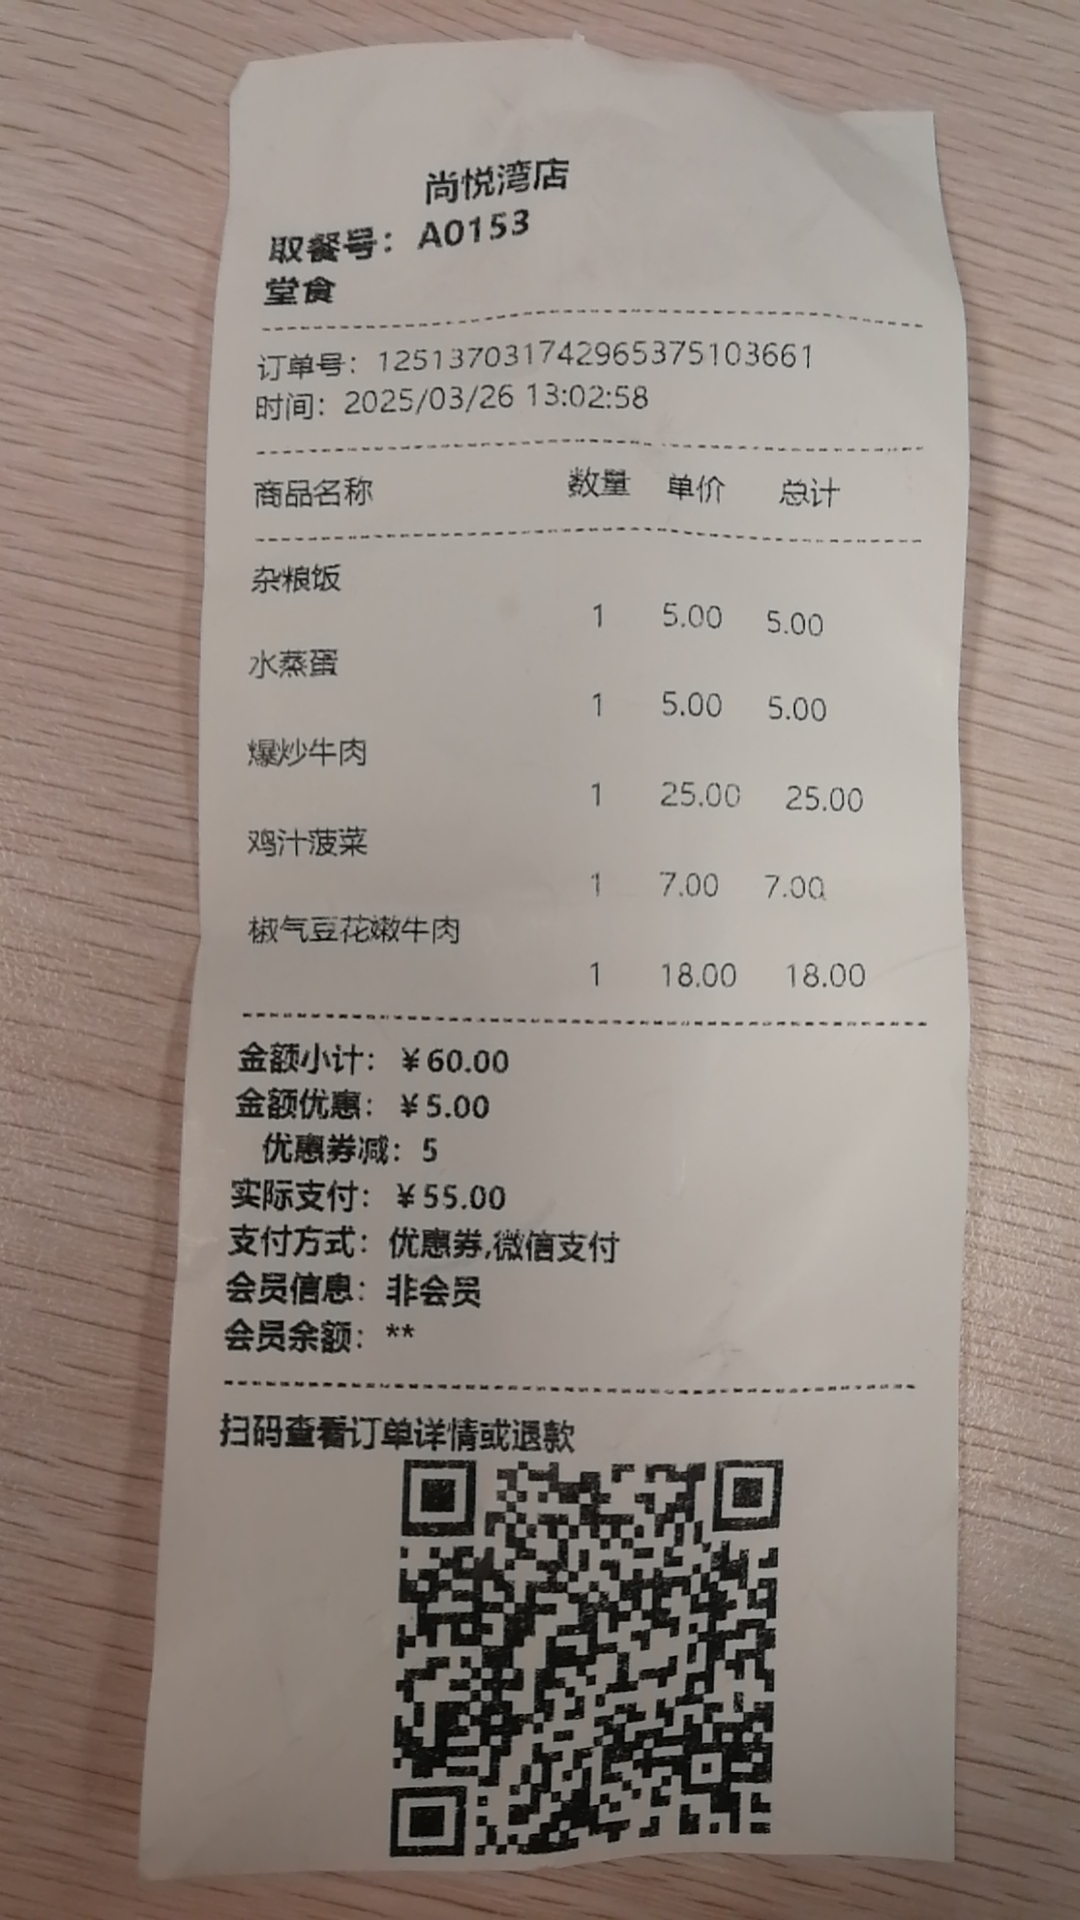 尚悦湾店
取餐号：A0153
堂食
订单号：125137031742965375103661
时间：2025/03/26 13:02:58
商品名称 数量 单价 总计
杂粮饭
1 5.00 5.00
水蒸蛋
1 5.00 5.00
爆炒牛肉
1 25.00 25.00
鸡汁菠菜
1 7.00 7.00
椒气豆花嫩牛肉
1 18.00 18.00
金额小计：￥60.00
金额优惠：￥5.00
优惠券减：5
实际支付：￥55.00
支付方式：优惠券,微信支付
会员信息：非会员
会员余额：**
扫码查看订单详情或退款